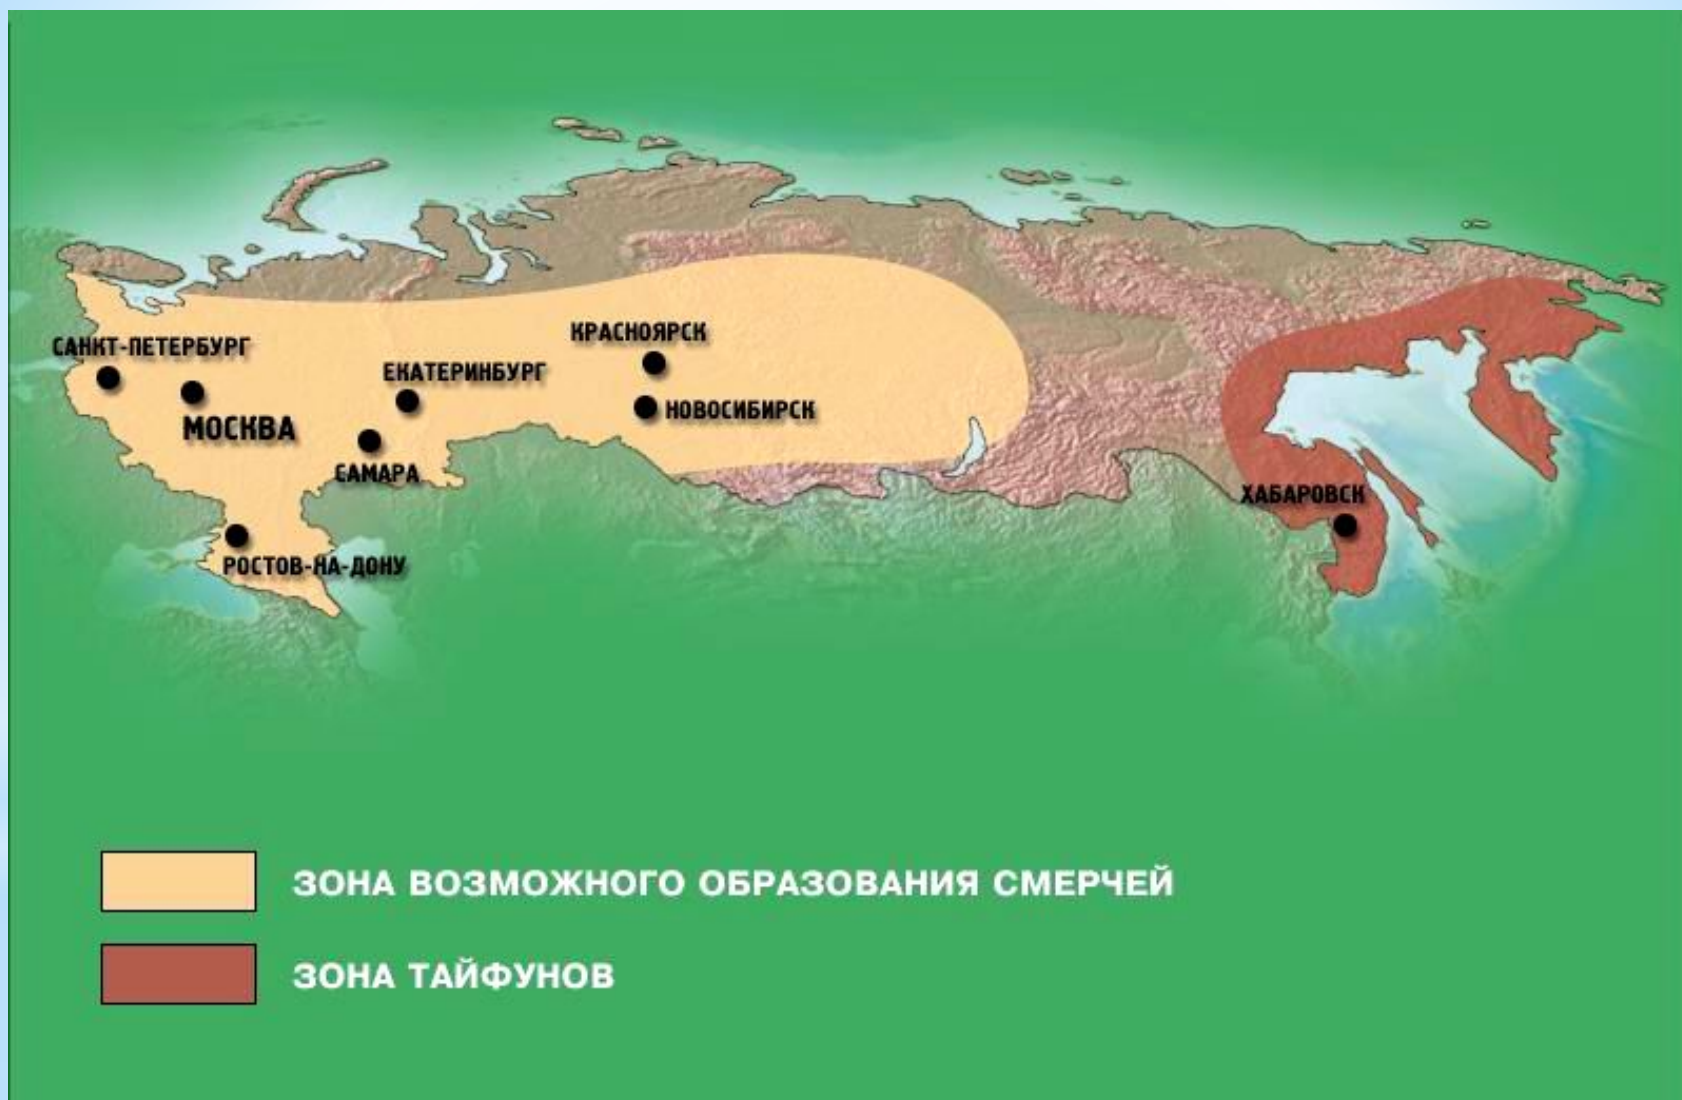 КРАСНОЯРСК
САНКТ-ПЕТЕРБУРГ
ЕКАТЕРИНБУРГ
НОВОСИБИРСК
МОСКВА
САМАРА
ХАБАРОВСК
РОСТОВ-НА-ДОНУ
ЗОНА ВОЗМОЖНОГО ОБРАЗОВАНИЯ СМЕРЧЕЙ
ЗОНА ТАЙФУНОВ